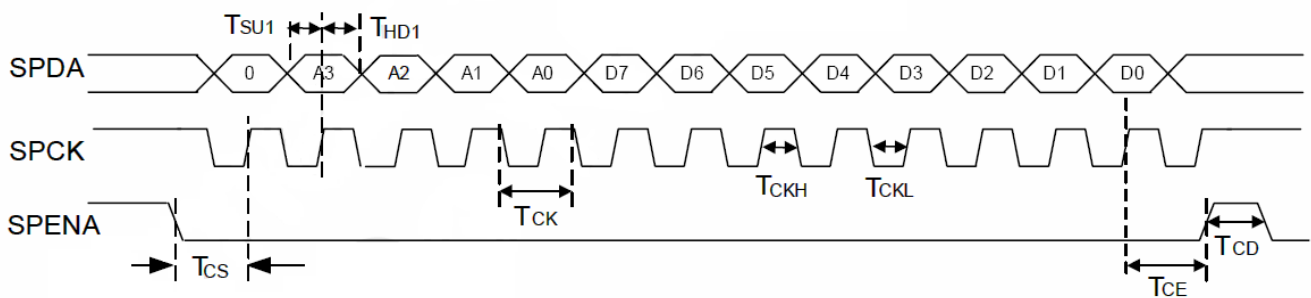 TSU1 THD1
SPDA 0 A3 A2 A1 A0 D7 D6 D5 D4 D3 D2 D1 D0
SPCK
TCK TCKH TCKL
SPENA
TCS TCE TCD